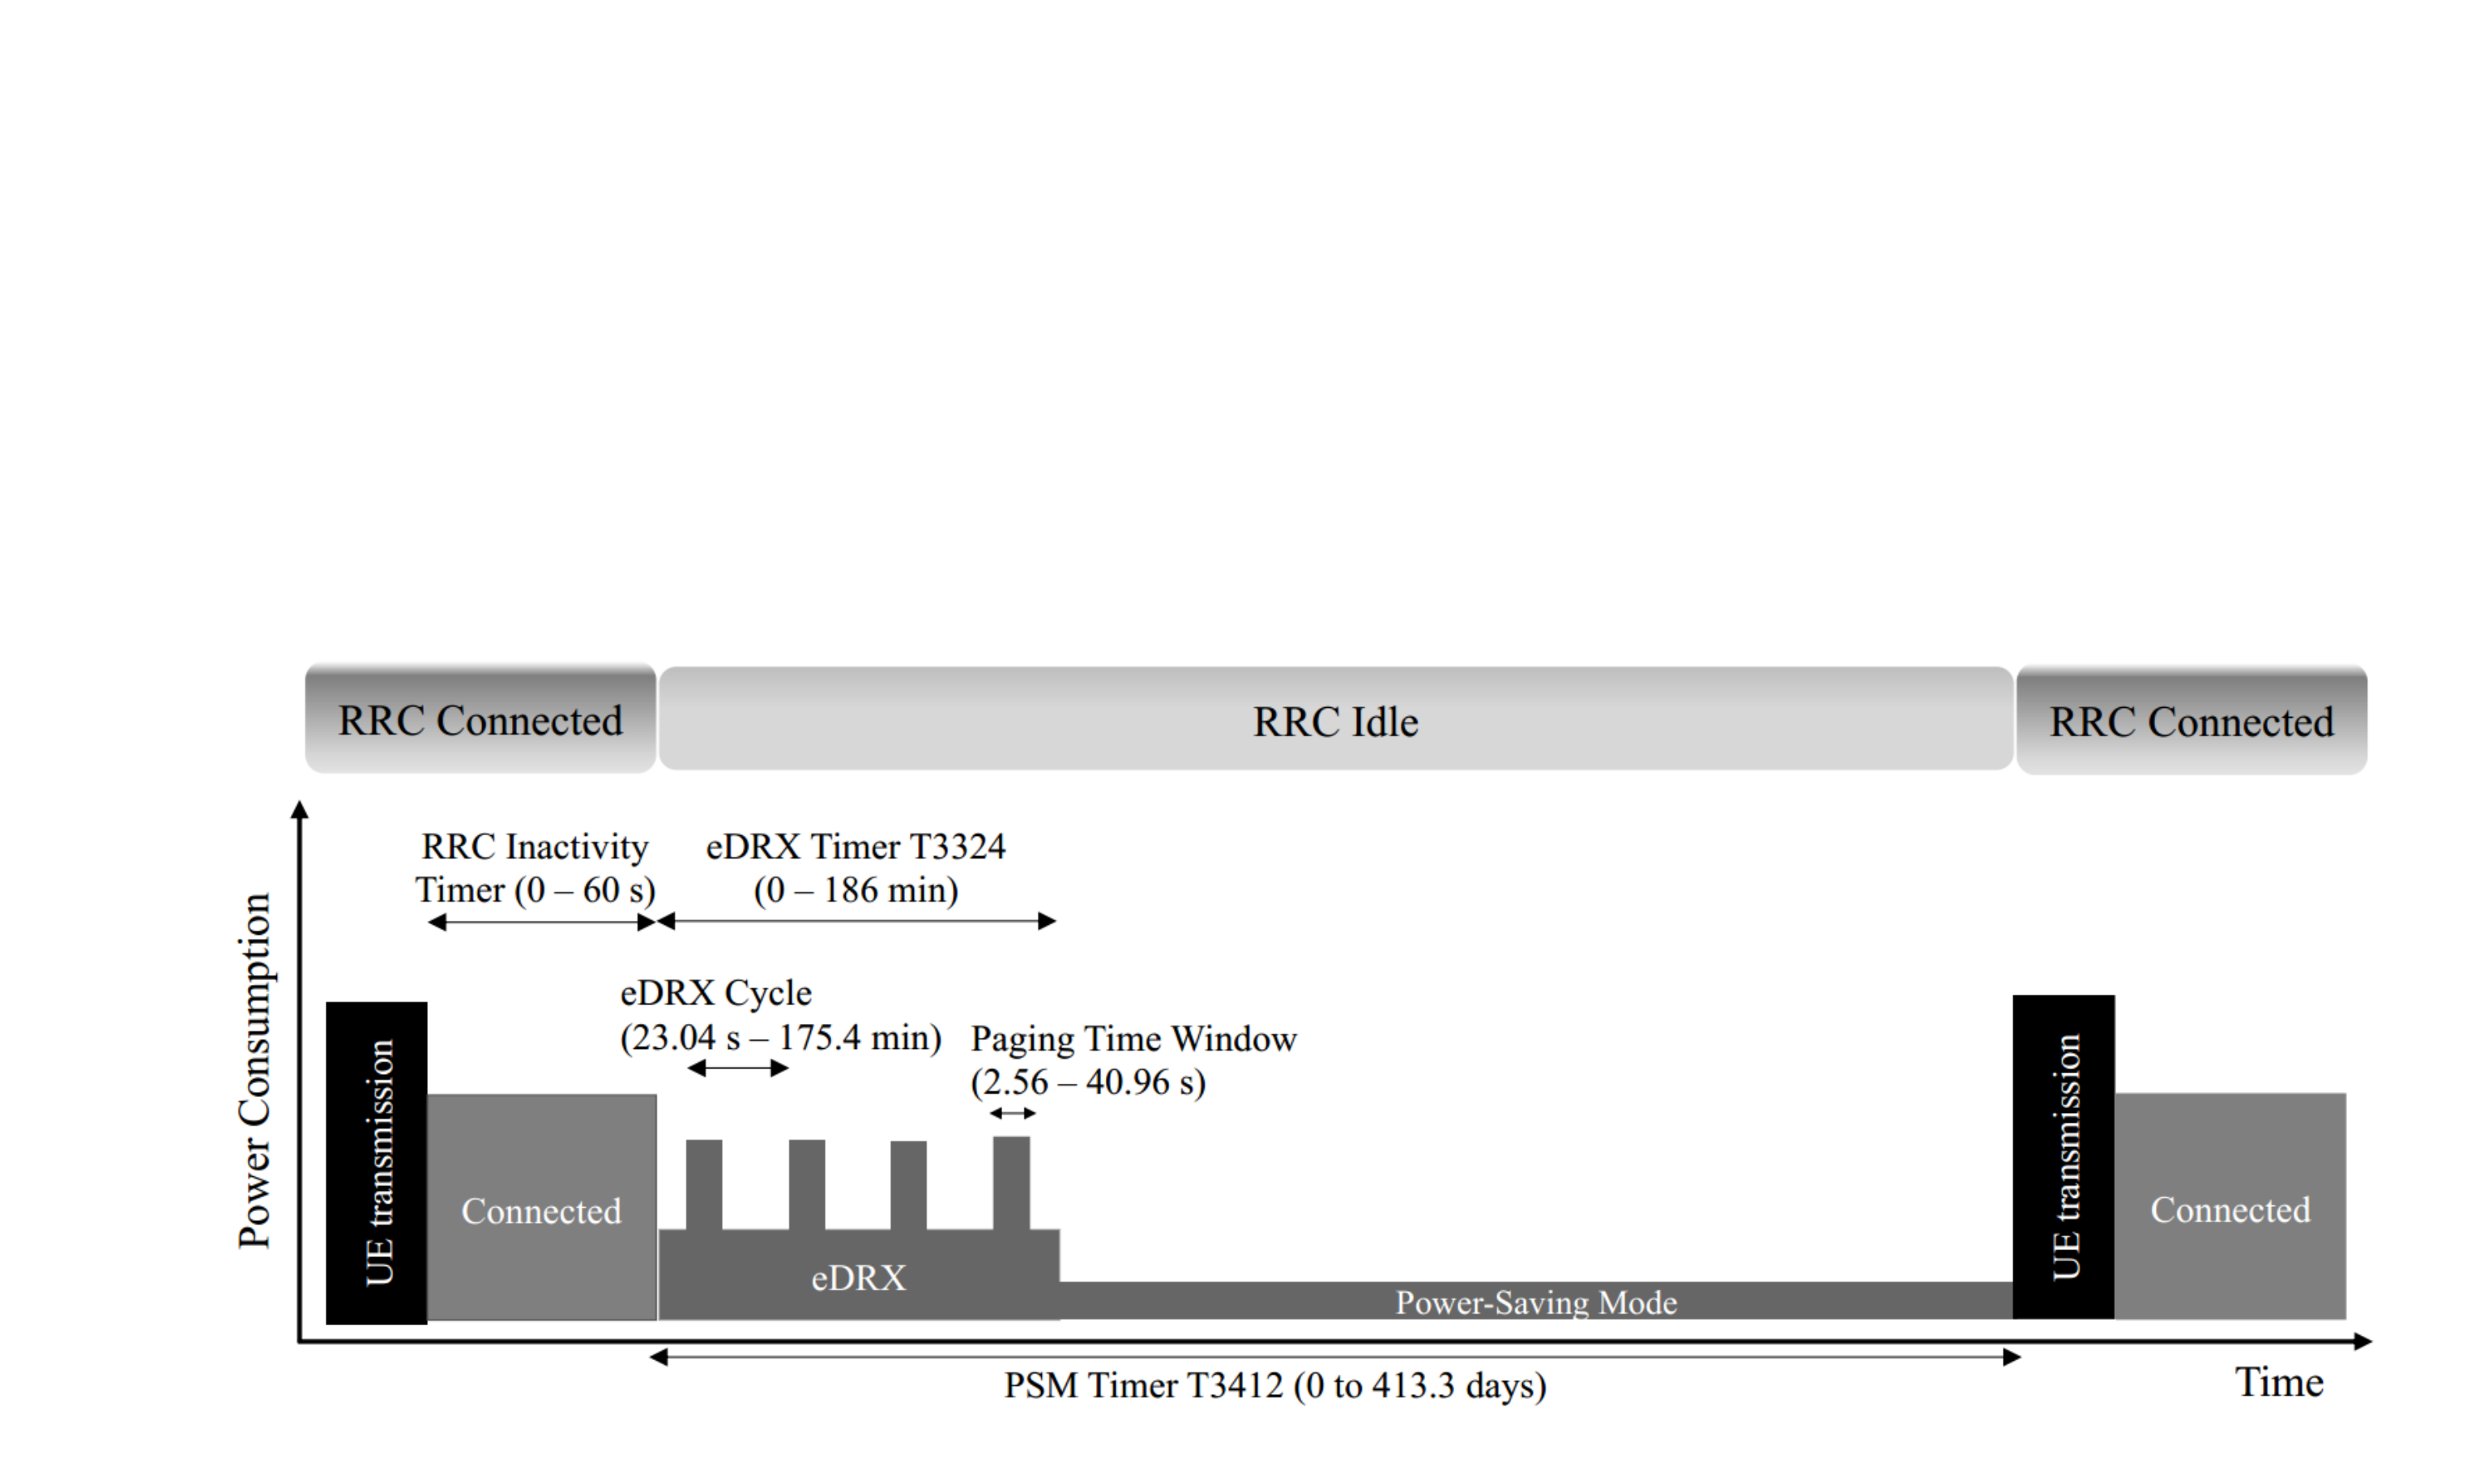 RRC Connected
RRC Idle
RRC Connected
Power Consumption
RRC Inactivity
Timer (0 – 60 s)
eDRX Timer T3324
(0 – 186 min)
eDRX Cycle
(23.04 s – 175.4 min)
Paging Time Window
(2.56 – 40.96 s)
UE transmission
Connected
eDRX
Power-Saving Mode
UE transmission
Connected
PSM Timer T3412 (0 to 413.3 days)
Time